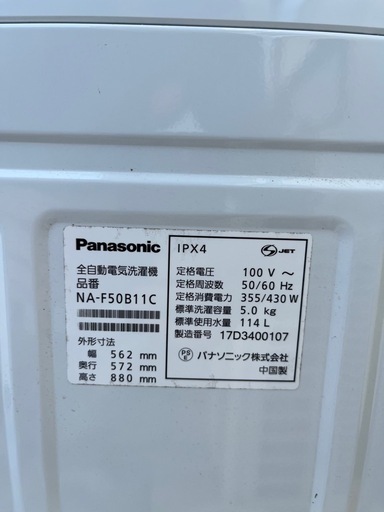 Panasonic
全自動電気洗濯機
品番
NA-F50B11C
外形寸法
幅 562 mm
奥行 572 mm
高さ 880 mm
IPX4
S JET
定格電圧 100 V ～
定格周波数 50/60 Hz
定格消費電力 355/430 W
標準洗濯容量 5.0 kg
標準使用水量 114 L
製造番号 17D3400107
PS E パナソニック株式会社
中国製